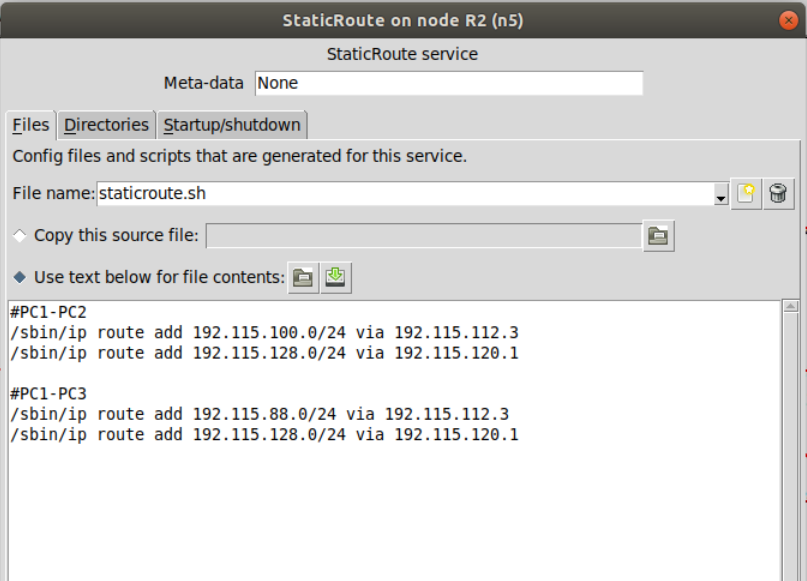 StaticRoute on node R2 (n5)
StaticRoute service
Meta-data None
Files Directories Startup/shutdown
Config files and scripts that are generated for this service.
File name: staticroute.sh
Copy this source file:
Use text below for file contents:
#PC1-PC2
/sbin/ip route add 192.115.100.0/24 via 192.115.112.3
/sbin/ip route add 192.115.128.0/24 via 192.115.120.1
#PC1-PC3
/sbin/ip route add 192.115.88.0/24 via 192.115.112.3
/sbin/ip route add 192.115.128.0/24 via 192.115.120.1